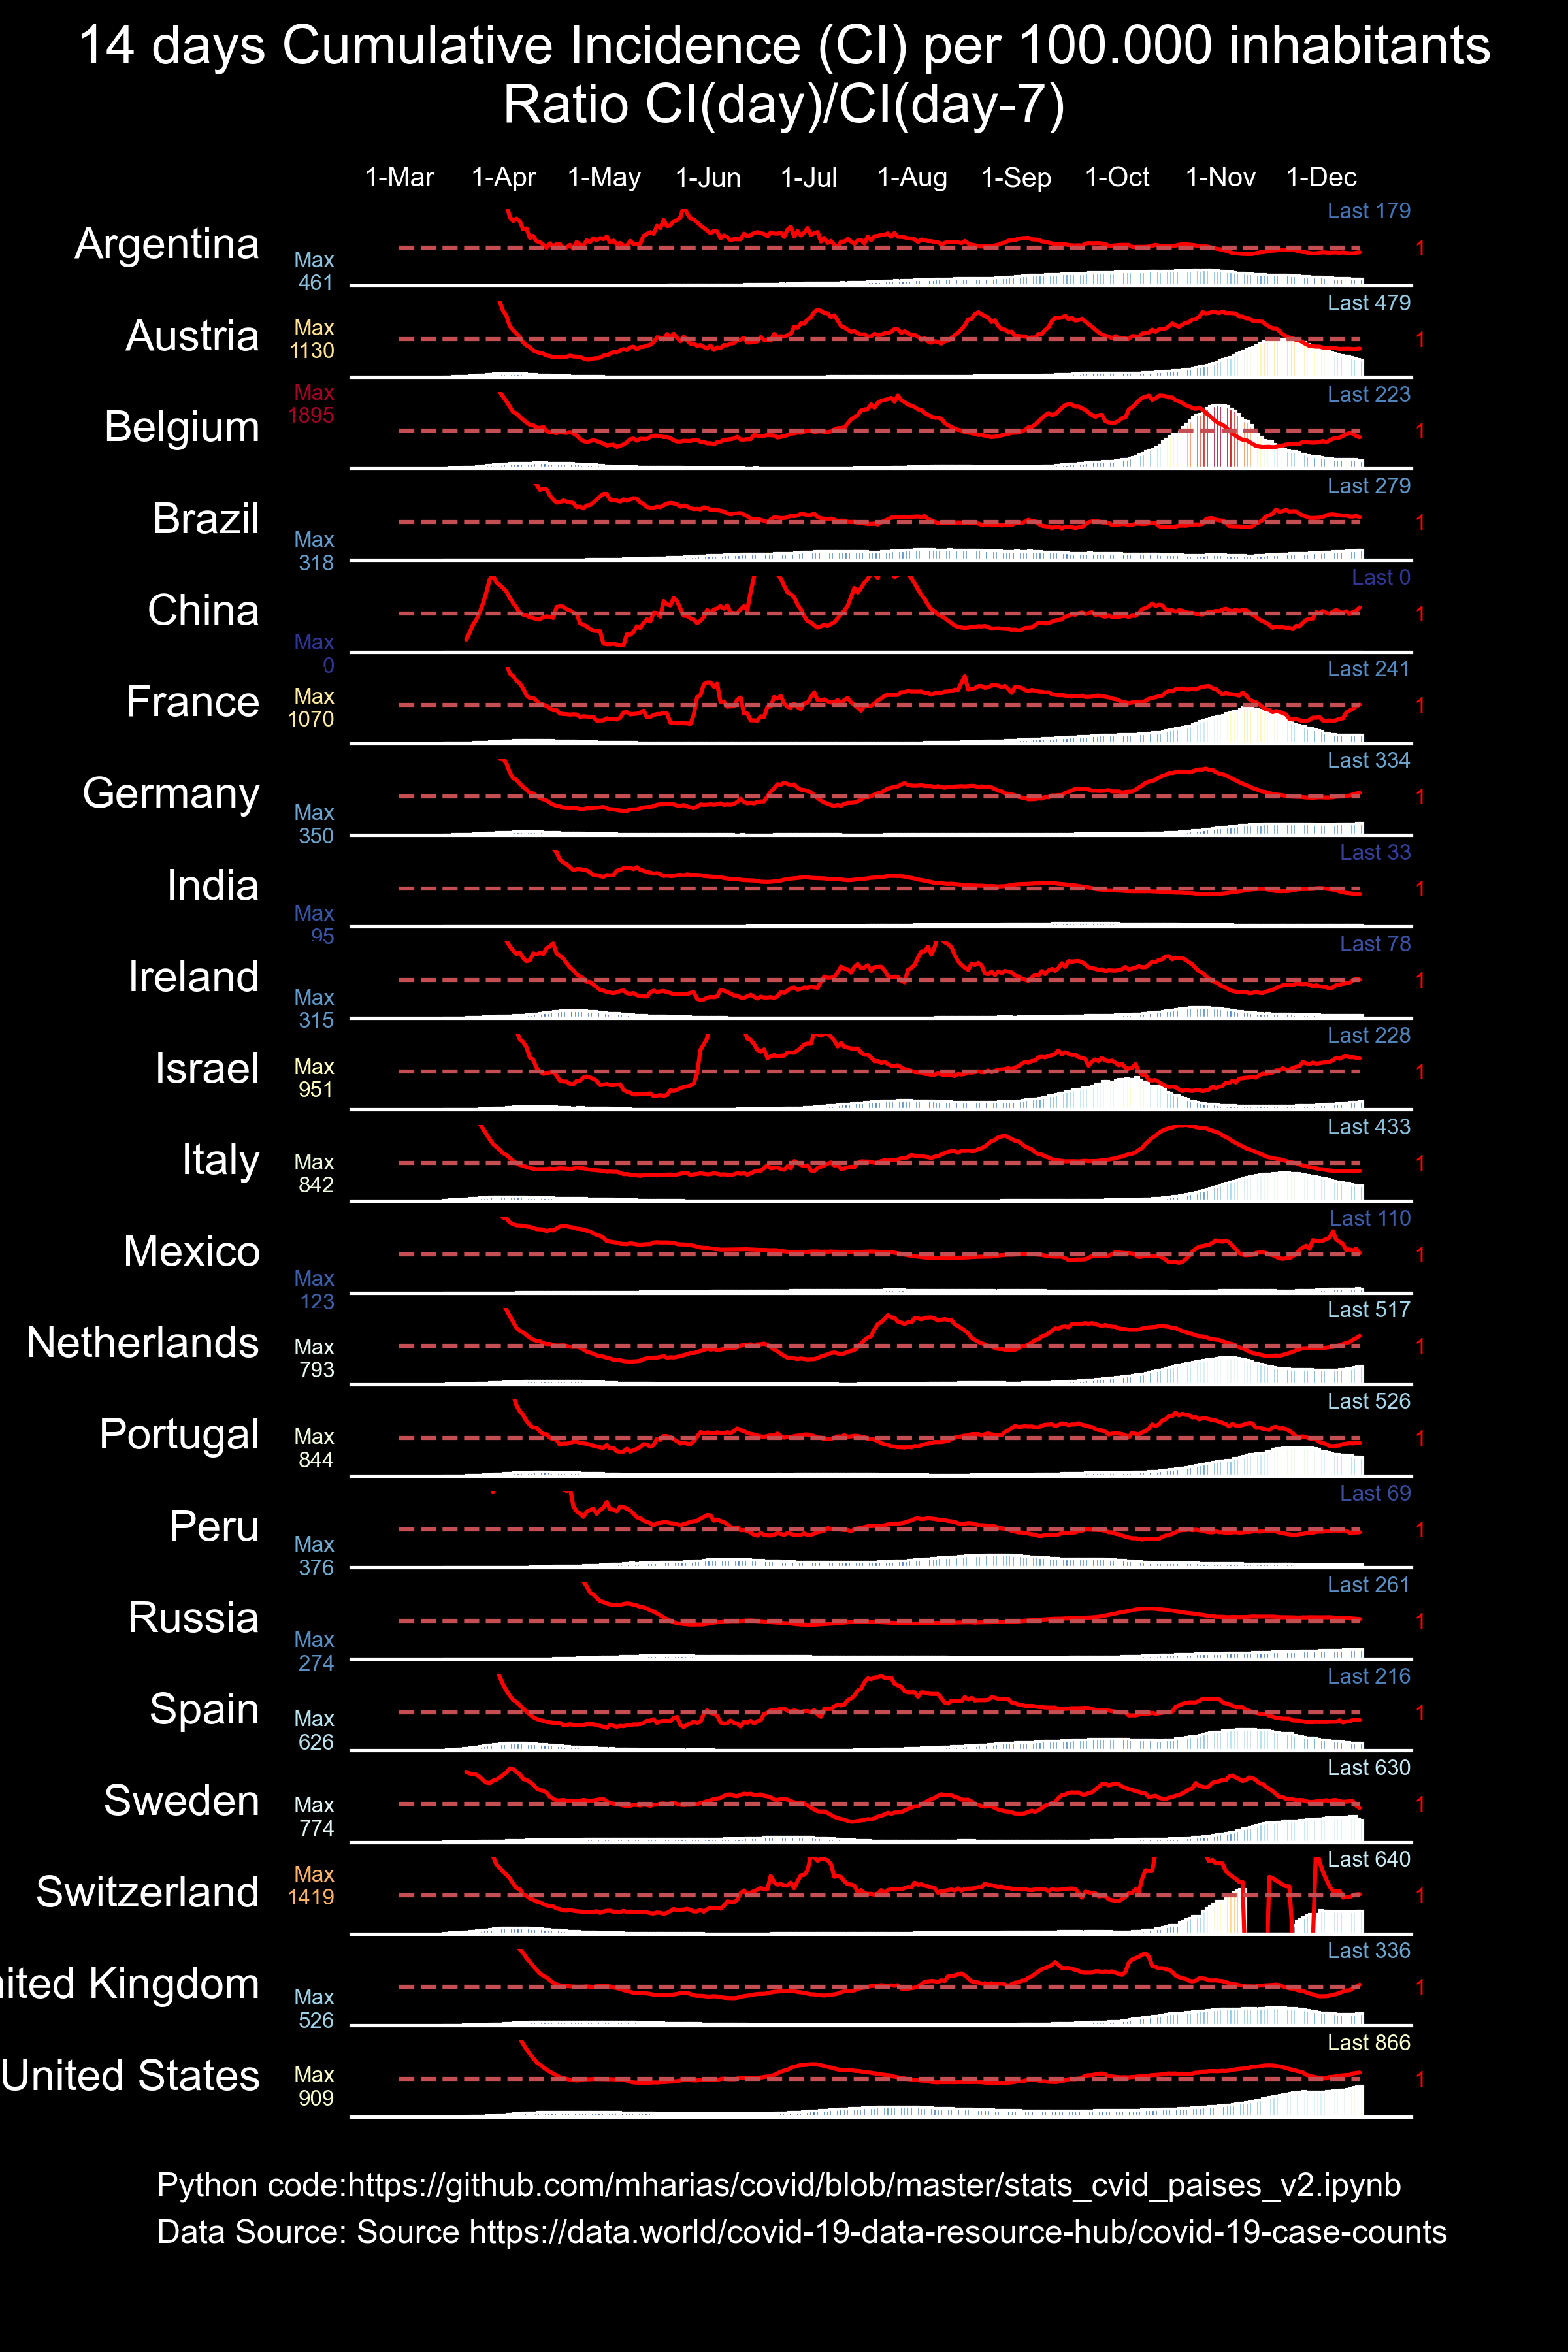 14 days Cumulative Incidence (CI) per 100.000 inhabitants
Ratio CI(day)/CI(day-7)
1-Mar 1-Apr 1-May 1-Jun 1-Jul 1-Aug 1-Sep 1-Oct 1-Nov 1-Dec
Argentina
Max
461
Last 179
1
Austria
Max
1130
Last 479
1
Belgium
Max
1895
Last 223
1
Brazil
Max
318
Last 279
1
China
Max
0
Last 0
1
France
Max
1070
Last 241
1
Germany
Max
350
Last 334
1
India
Max
95
Last 33
1
Ireland
Max
315
Last 78
1
Israel
Max
951
Last 228
1
Italy
Max
842
Last 433
1
Mexico
Max
123
Last 110
1
Netherlands
Max
793
Last 517
1
Portugal
Max
844
Last 526
1
Peru
Max
376
Last 69
1
Russia
Max
274
Last 261
1
Spain
Max
626
Last 216
1
Sweden
Max
774
Last 630
1
Switzerland
Max
1419
Last 640
1
nited Kingdom
Max
526
Last 336
1
United States
Max
909
Last 866
1
Python code:https://github.com/mharias/covid/blob/master/stats_cvid_paises_v2.ipynb
Data Source: Source https://data.world/covid-19-data-resource-hub/covid-19-case-counts